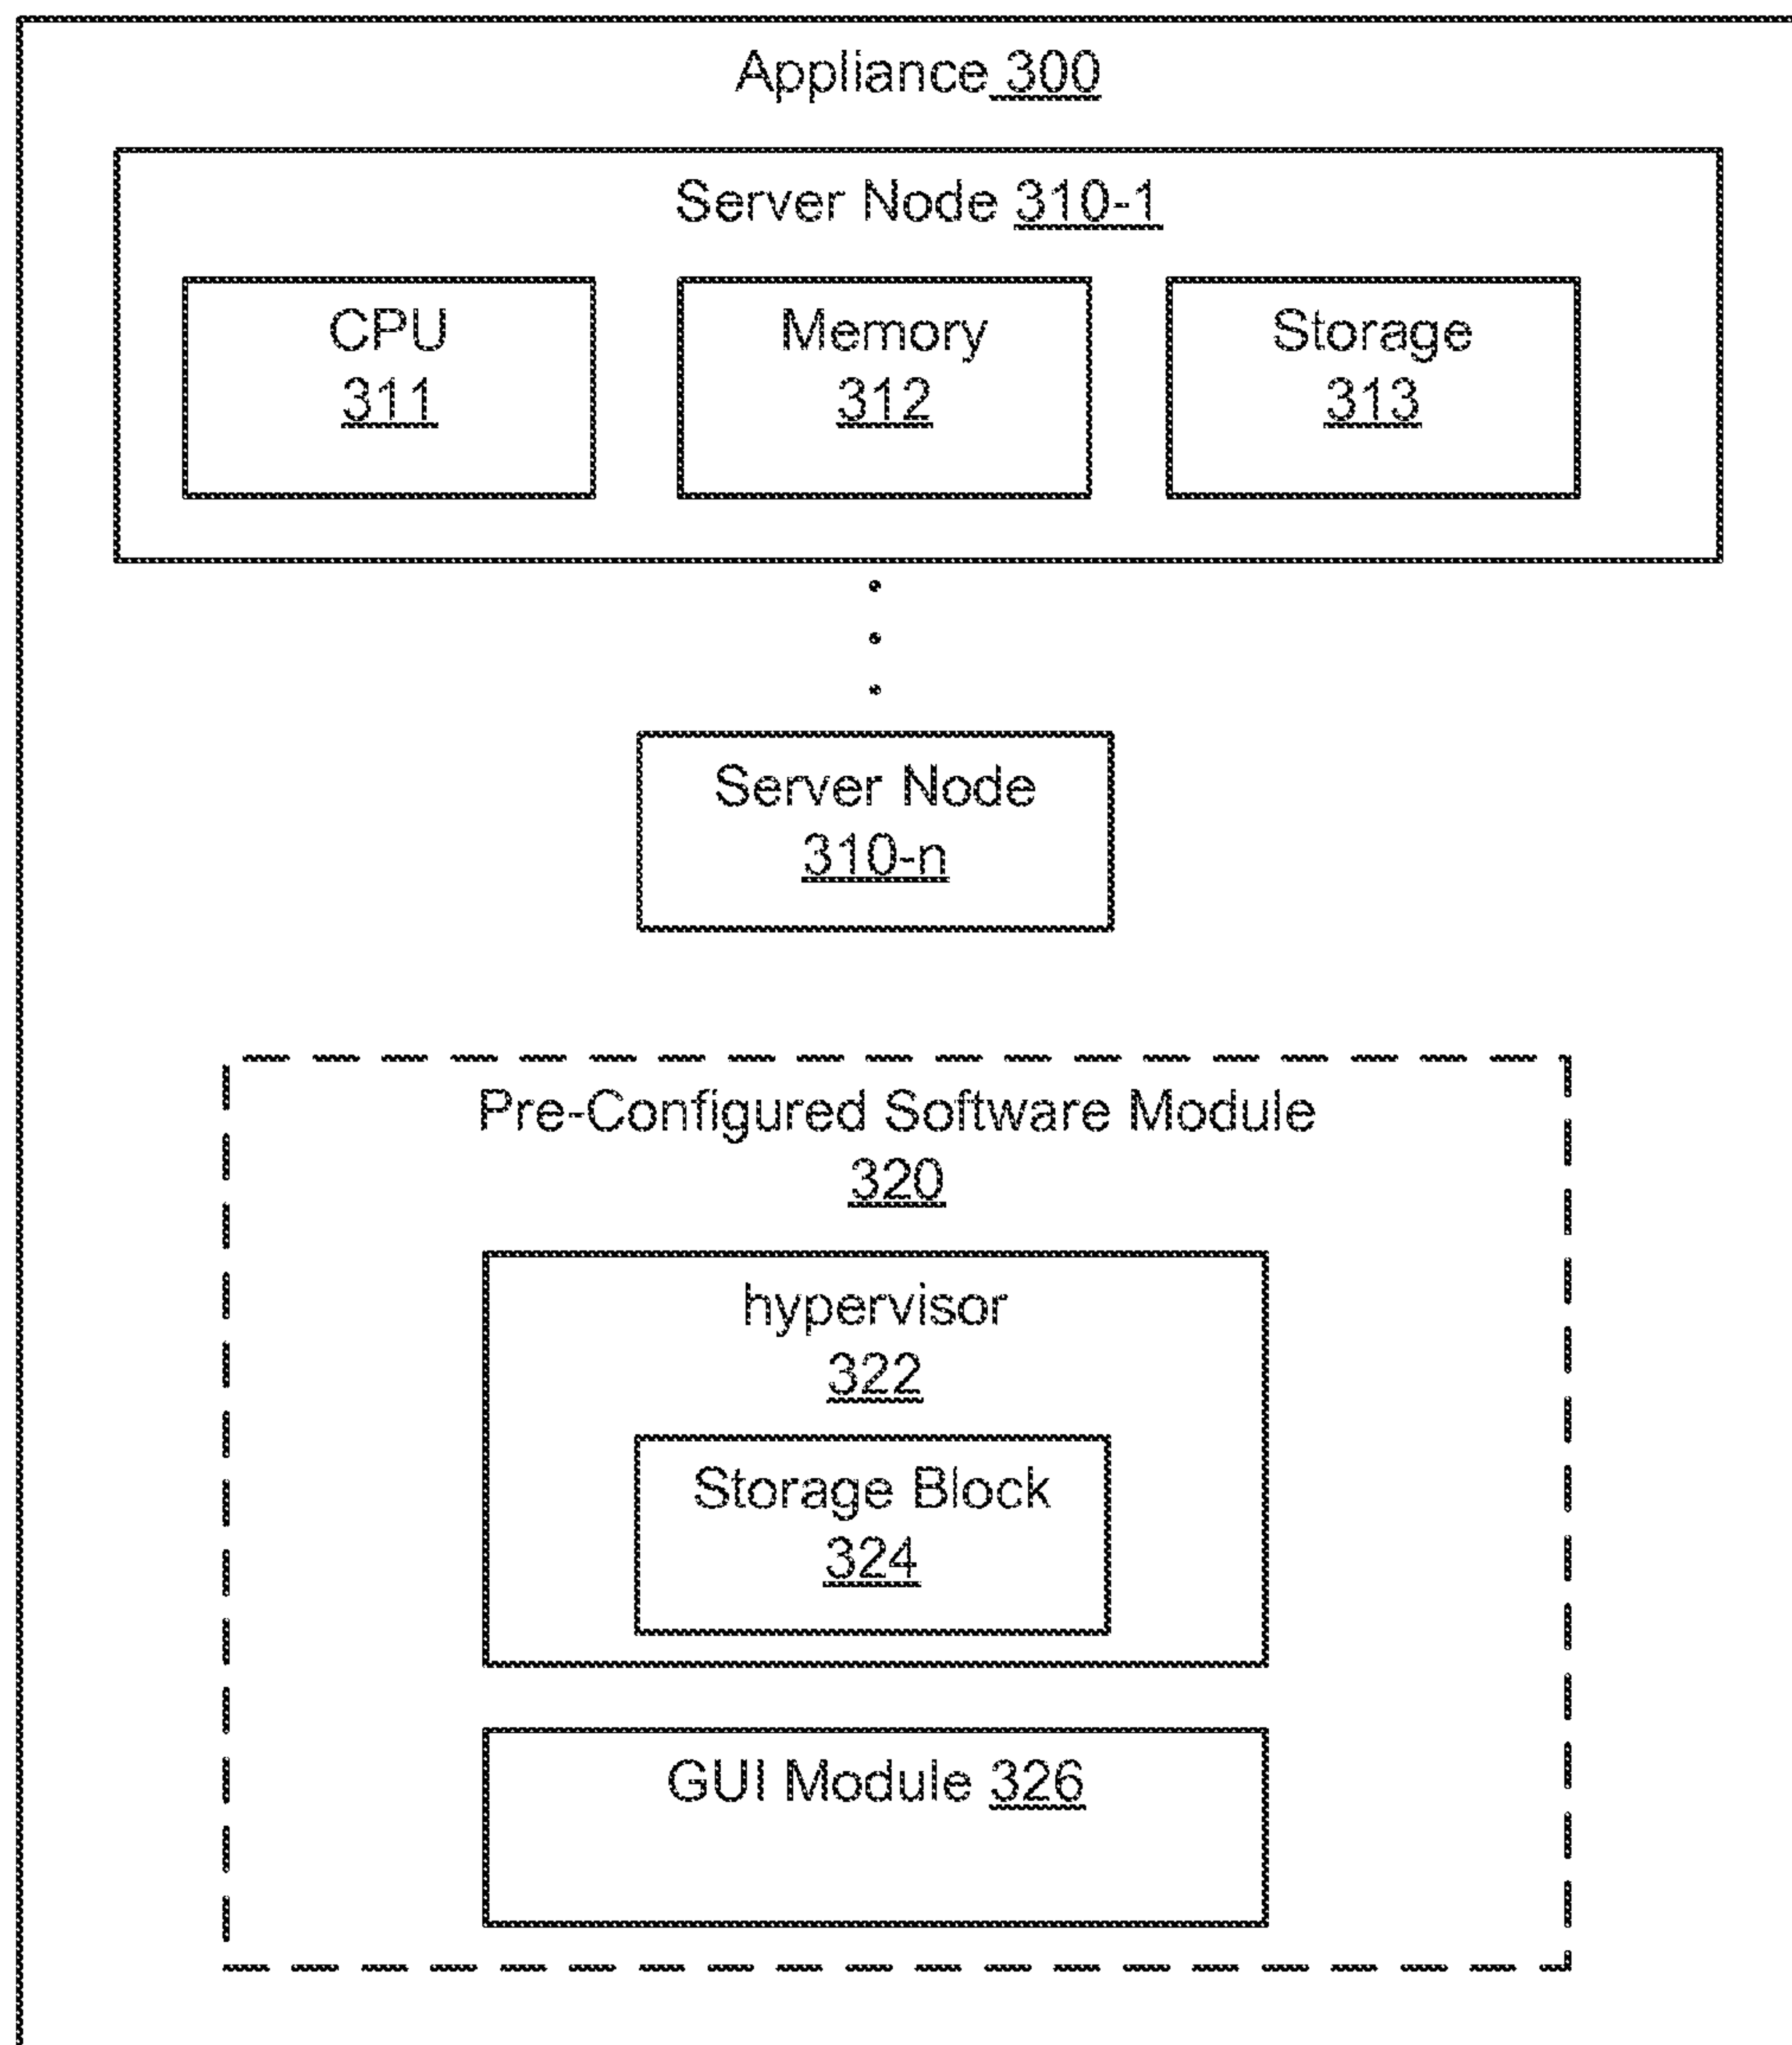 Appliance 300
Server Node 310-1
CPU
311
Memory
312
Storage
313
Server Node
310-n
Pre-Configured Software Module
320
hypervisor
322
Storage Block
324
GUI Module 326